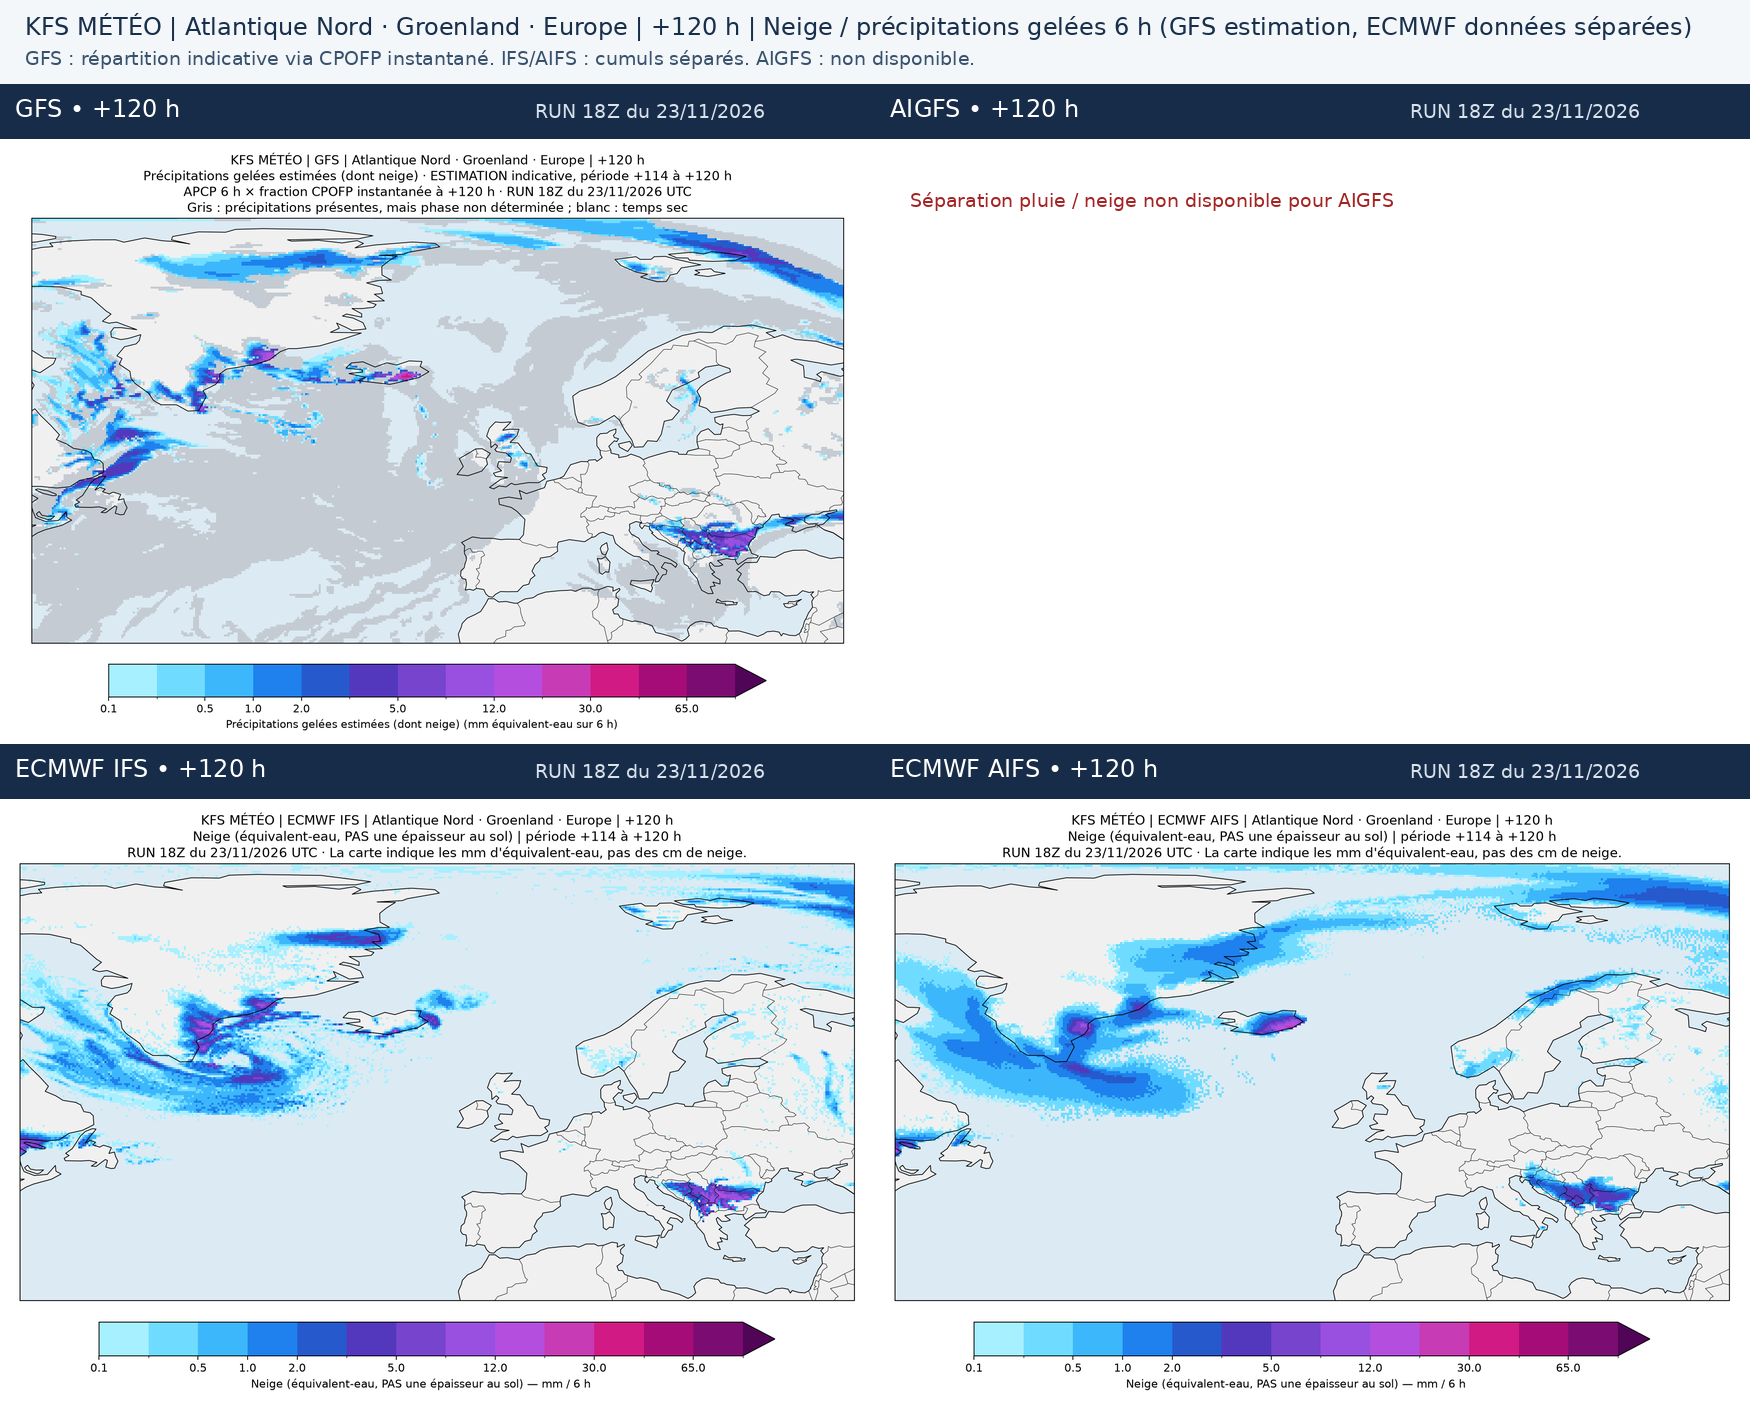 KFS MÉTÉO | Atlantique Nord · Groenland · Europe | +120 h | Neige / précipitations gelées 6 h (GFS estimation, ECMWF données séparées)
GFS : répartition indicative via CPOFP instantané. IFS/AIFS : cumuls séparés. AIGFS : non disponible.
GFS • +120 h
RUN 18Z du 23/11/2026
AIGFS • +120 h
RUN 18Z du 23/11/2026
KFS MÉTÉO | GFS | Atlantique Nord · Groenland · Europe | +120 h
Précipitations gelées estimées (dont neige) · ESTIMATION indicative, période +114 à +120 h
APCP 6 h × fraction CPOFP instantanée à +120 h · RUN 18Z du 23/11/2026 UTC
Gris : précipitations présentes, mais phase non déterminée ; blanc : temps sec
Séparation pluie / neige non disponible pour AIGFS
0.1 0.5 1.0 2.0 5.0 12.0 30.0 65.0
Précipitations gelées estimées (dont neige) (mm équivalent-eau sur 6 h)
ECMWF IFS • +120 h
RUN 18Z du 23/11/2026
ECMWF AIFS • +120 h
RUN 18Z du 23/11/2026
KFS MÉTÉO | ECMWF IFS | Atlantique Nord · Groenland · Europe | +120 h
Neige (équivalent-eau, PAS une épaisseur au sol) | période +114 à +120 h
RUN 18Z du 23/11/2026 UTC · La carte indique les mm d'équivalent-eau, pas des cm de neige.
KFS MÉTÉO | ECMWF AIFS | Atlantique Nord · Groenland · Europe | +120 h
Neige (équivalent-eau, PAS une épaisseur au sol) | période +114 à +120 h
RUN 18Z du 23/11/2026 UTC · La carte indique les mm d'équivalent-eau, pas des cm de neige.
0.1 0.5 1.0 2.0 5.0 12.0 30.0 65.0
Neige (équivalent-eau, PAS une épaisseur au sol) — mm / 6 h
0.1 0.5 1.0 2.0 5.0 12.0 30.0 65.0
Neige (équivalent-eau, PAS une épaisseur au sol) — mm / 6 h